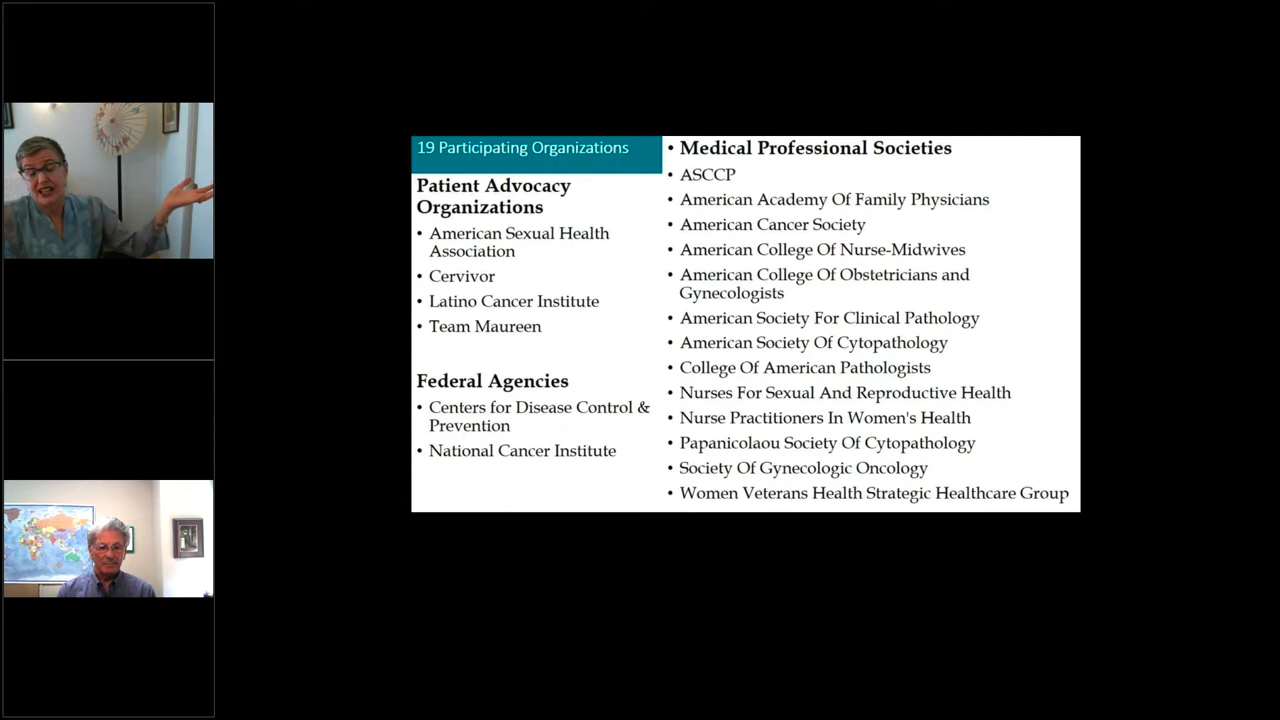 19 Participating Organizations
Patient Advocacy
Organizations
• American Sexual Health
Association
• Cervivor
• Latino Cancer Institute
• Team Maureen
Federal Agencies
• Centers for Disease Control &
Prevention
• National Cancer Institute
• Medical Professional Societies
• ASCCP
• American Academy Of Family Physicians
• American Cancer Society
• American College Of Nurse-Midwives
• American College Of Obstetricians and
Gynecologists
• American Society For Clinical Pathology
• American Society Of Cytopathology
• College Of American Pathologists
• Nurses For Sexual And Reproductive Health
• Nurse Practitioners In Women's Health
• Papanicolaou Society Of Cytopathology
• Society Of Gynecologic Oncology
• Women Veterans Health Strategic Healthcare Group